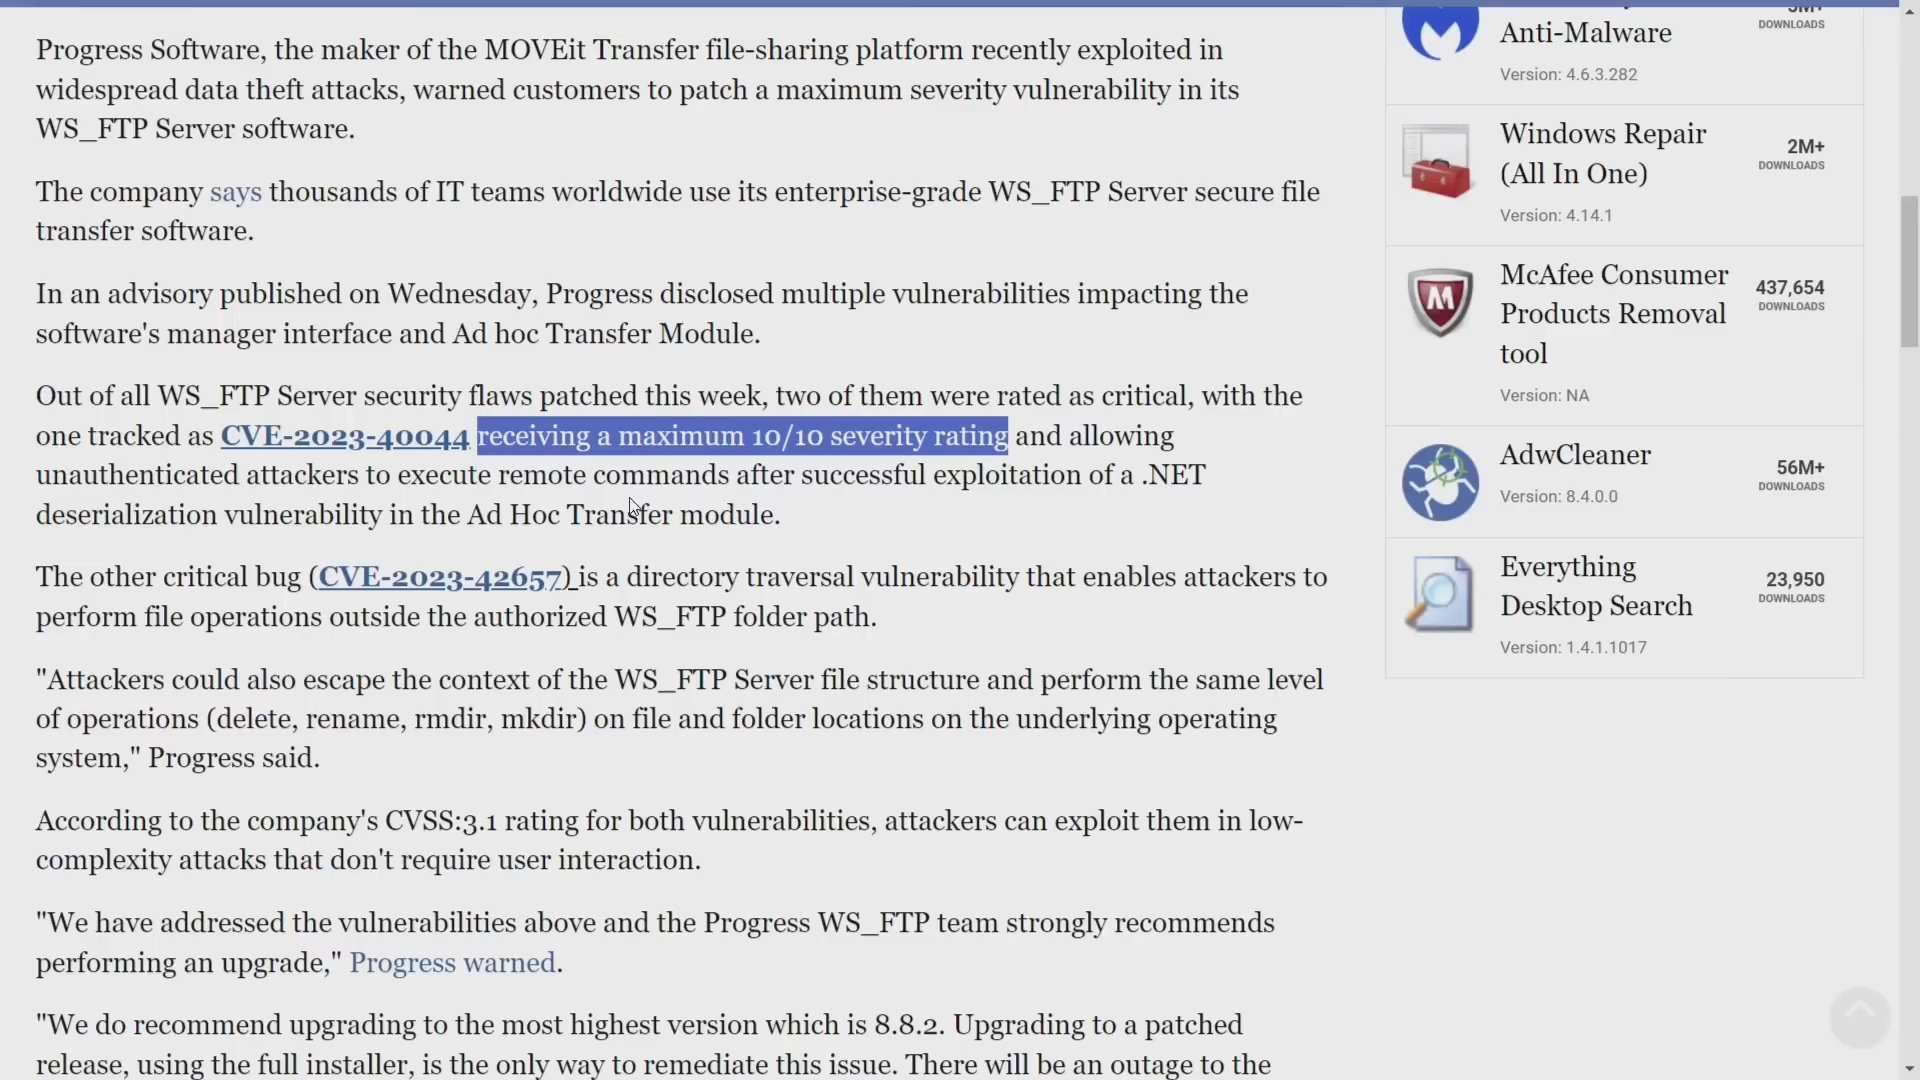 Progress Software, the maker of the MOVEit Transfer file-sharing platform recently exploited in
widespread data theft attacks, warned customers to patch a maximum severity vulnerability in its
WS_FTP Server software.
The company says thousands of IT teams worldwide use its enterprise-grade WS_FTP Server secure file
transfer software.
In an advisory published on Wednesday, Progress disclosed multiple vulnerabilities impacting the
software's manager interface and Ad hoc Transfer Module.
Out of all WS_FTP Server security flaws patched this week, two of them were rated as critical, with the
one tracked as CVE-2023-40044 receiving a maximum 10/10 severity rating and allowing
unauthenticated attackers to execute remote commands after successful exploitation of a .NET
deserialization vulnerability in the Ad Hoc Transfer module.
The other critical bug (CVE-2023-42657) is a directory traversal vulnerability that enables attackers to
perform file operations outside the authorized WS_FTP folder path.
"Attackers could also escape the context of the WS_FTP Server file structure and perform the same level
of operations (delete, rename, rmdir, mkdir) on file and folder locations on the underlying operating
system," Progress said.
According to the company's CVSS:3.1 rating for both vulnerabilities, attackers can exploit them in low-
complexity attacks that don't require user interaction.
"We have addressed the vulnerabilities above and the Progress WS_FTP team strongly recommends
performing an upgrade," Progress warned.
"We do recommend upgrading to the most highest version which is 8.8.2. Upgrading to a patched
release, using the full installer, is the only way to remediate this issue. There will be an outage to the
Anti-Malware
DOWNLOADS
Version: 4.6.3.282
Windows Repair
(All In One)
2M+
DOWNLOADS
Version: 4.14.1
McAfee Consumer
Products Removal
tool
437,654
DOWNLOADS
Version: NA
AdwCleaner
56M+
DOWNLOADS
Version: 8.4.0.0
Everything
Desktop Search
23,950
DOWNLOADS
Version: 1.4.1.1017